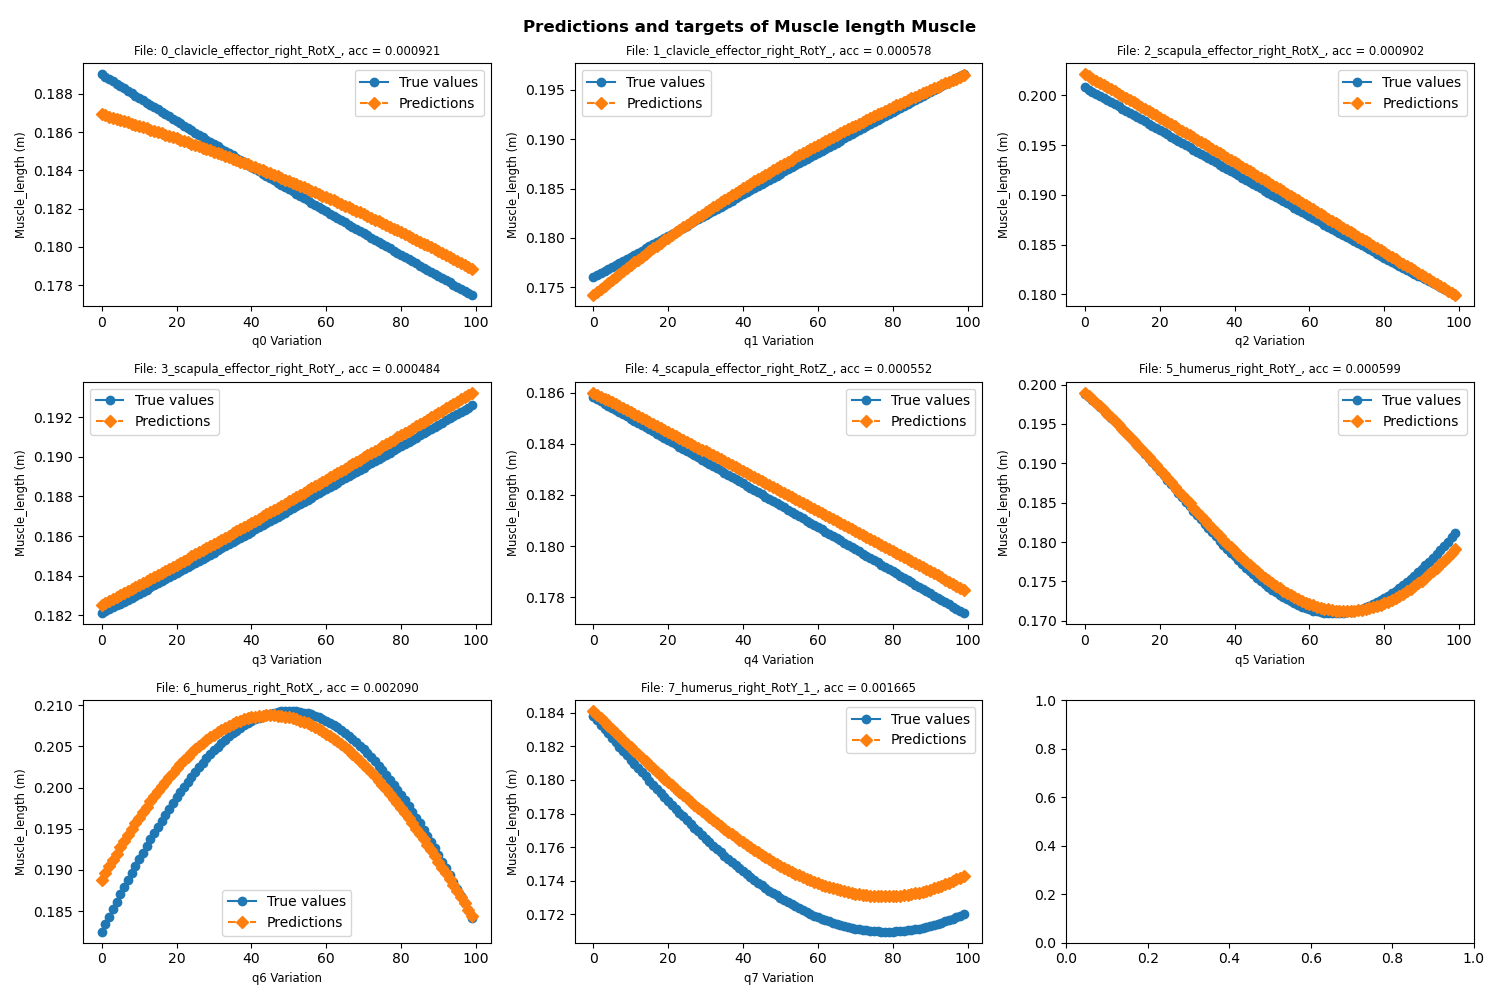 Predictions and targets of Muscle length Muscle
File: 0_clavicle_effector_right_RotX_, acc = 0.000921
Muscle_length (m)
0.188
0.186
0.184
0.182
0.180
0.178
True values
Predictions
0 20 40 60 80 100
q0 Variation
File: 1_clavicle_effector_right_RotY_, acc = 0.000578
Muscle_length (m)
0.195
0.190
0.185
0.180
0.175
True values
Predictions
0 20 40 60 80 100
q1 Variation
File: 2_scapula_effector_right_RotX_, acc = 0.000902
Muscle_length (m)
0.200
0.195
0.190
0.185
0.180
True values
Predictions
0 20 40 60 80 100
q2 Variation
File: 3_scapula_effector_right_RotY_, acc = 0.000484
Muscle_length (m)
0.192
0.190
0.188
0.186
0.184
0.182
True values
Predictions
0 20 40 60 80 100
q3 Variation
File: 4_scapula_effector_right_RotZ_, acc = 0.000552
Muscle_length (m)
0.186
0.184
0.182
0.180
0.178
True values
Predictions
0 20 40 60 80 100
q4 Variation
File: 5_humerus_right_RotY_, acc = 0.000599
Muscle_length (m)
0.200
0.195
0.190
0.185
0.180
0.175
0.170
True values
Predictions
0 20 40 60 80 100
q5 Variation
File: 6_humerus_right_RotX_, acc = 0.002090
Muscle_length (m)
0.210
0.205
0.200
0.195
0.190
0.185
True values
Predictions
0 20 40 60 80 100
q6 Variation
File: 7_humerus_right_RotY_1_, acc = 0.001665
Muscle_length (m)
0.184
0.182
0.180
0.178
0.176
0.174
0.172
True values
Predictions
0 20 40 60 80 100
q7 Variation
1.0
0.8
0.6
0.4
0.2
0.0
0.0 0.2 0.4 0.6 0.8 1.0